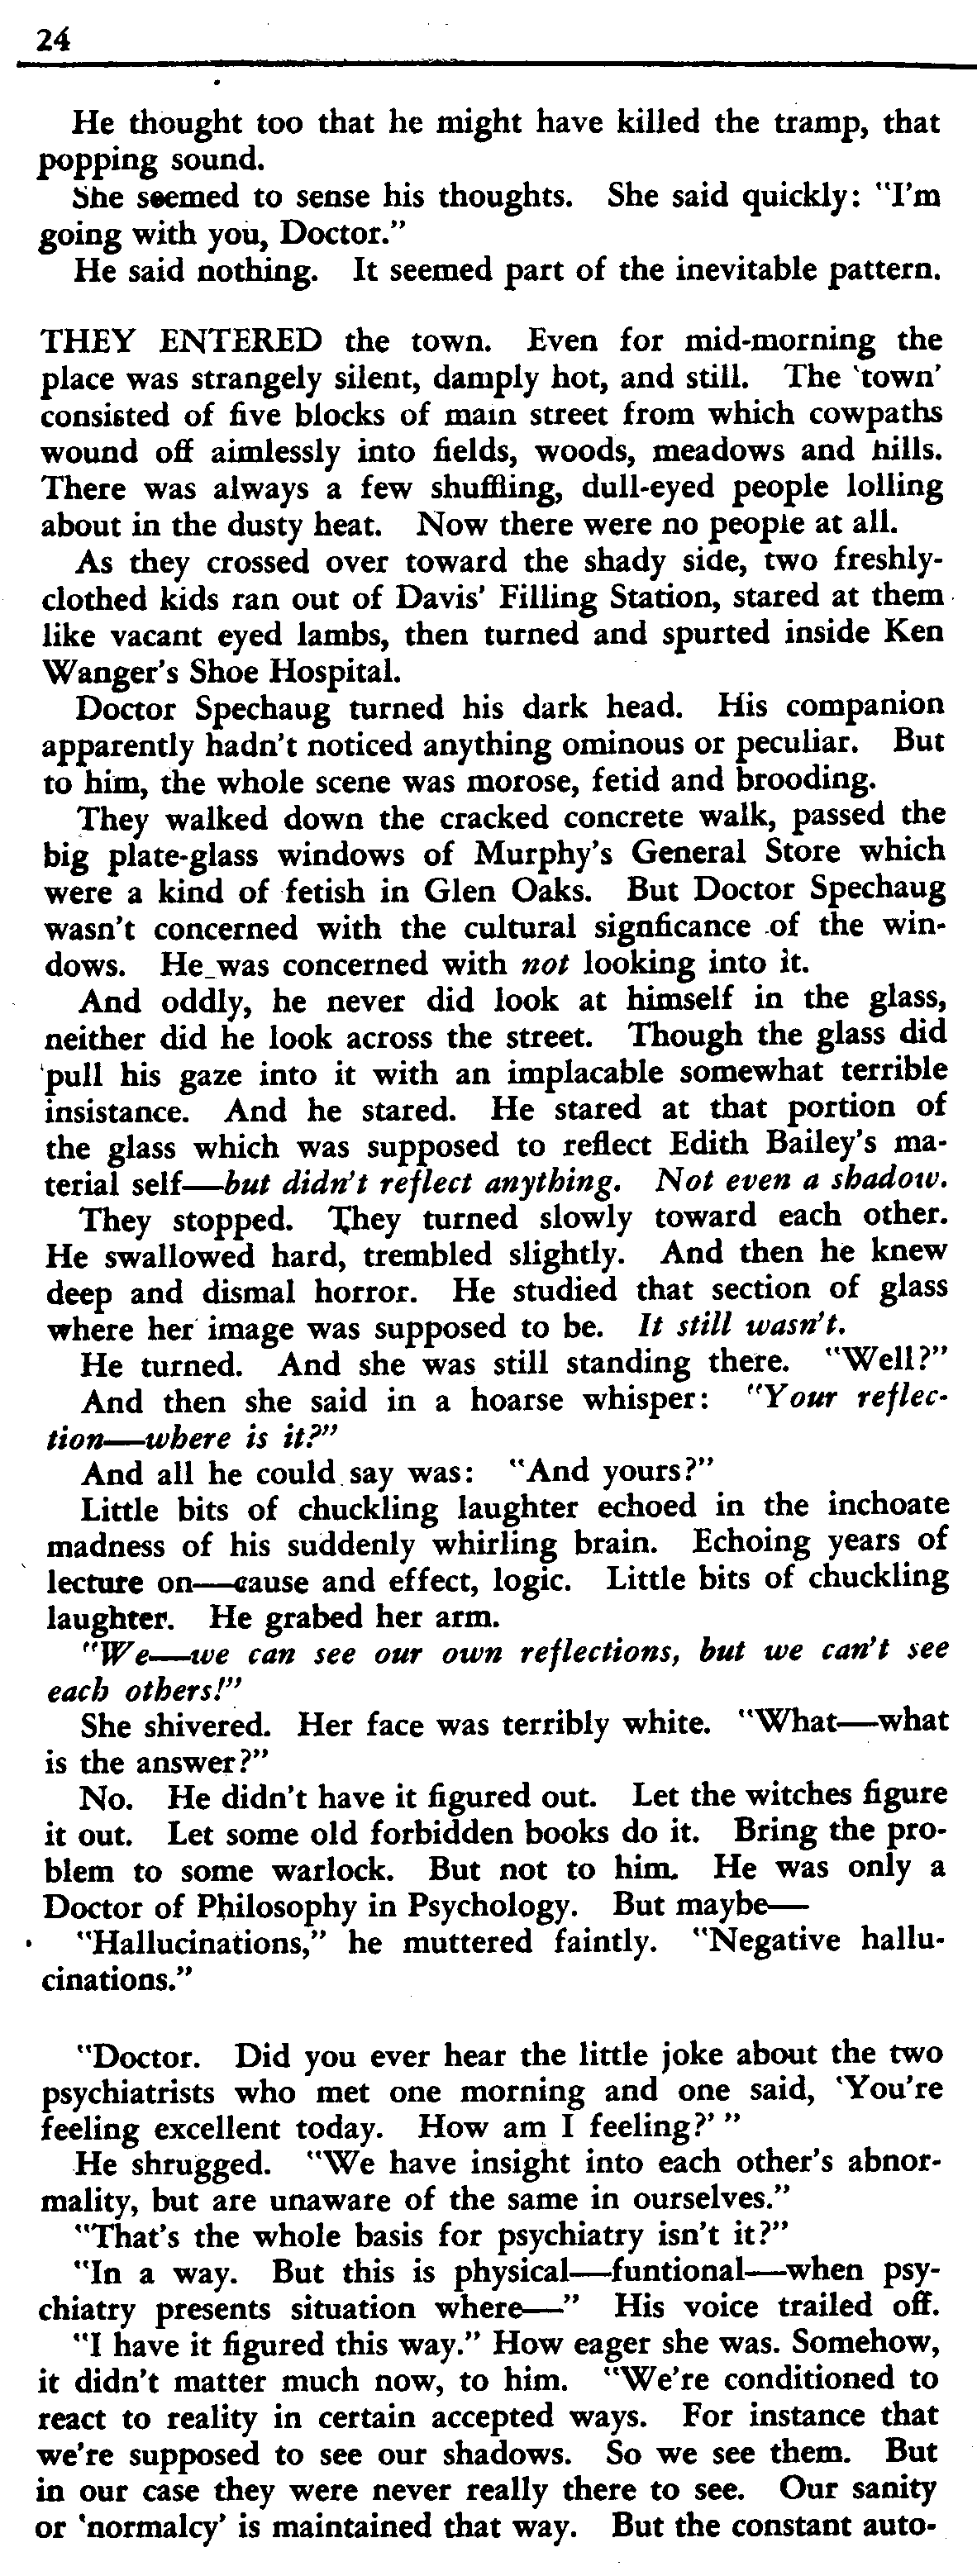 24
He thought too that he might have killed the tramp, that
popping sound.
She seemed to sense his thoughts. She said quickly: "I'm
going with you, Doctor."
He said nothing. It seemed part of the inevitable pattern.
THEY ENTERED the town. Even for mid-morning the
place was strangely silent, damply hot, and still. The 'town'
consisted of five blocks of main street from which cowpaths
wound off aimlessly into fields, woods, meadows and hills.
There was always a few shuffling, dull-eyed people lolling
about in the dusty heat. Now there were no people at all.
As they crossed over toward the shady side, two freshly-
clothed kids ran out of Davis' Filling Station, stared at them
like vacant eyed lambs, then turned and spurted inside Ken
Wanger's Shoe Hospital.
Doctor Spechaug turned his dark head. His companion
apparently hadn't noticed anything ominous or peculiar. But
to him, the whole scene was morose, fetid and brooding.
They walked down the cracked concrete walk, passed the
big plate-glass windows of Murphy's General Store which
were a kind of fetish in Glen Oaks. But Doctor Spechaug
wasn't concerned with the cultural signficance of the win-
dows. He was concerned with not looking into it.
And oddly, he never did look at himself in the glass,
neither did he look across the street. Though the glass did
pull his gaze into it with an implacable somewhat terrible
insistance. And he stared. He stared at that portion of
the glass which was supposed to reflect Edith Bailey's ma-
terial self—but didn't reflect anything. Not even a shadow.
They stopped. They turned slowly toward each other.
He swallowed hard, trembled slightly. And then he knew
deep and dismal horror. He studied that section of glass
where her image was supposed to be. It still wasn't.
He turned. And she was still standing there. "Well?"
And then she said in a hoarse whisper: "Your reflec-
tion—where is it?"
And all he could say was: "And yours?"
Little bits of chuckling laughter echoed in the inchoate
madness of his suddenly whirling brain. Echoing years of
lecture on—cause and effect, logic. Little bits of chuckling
laughter. He grabed her arm.
"We—we can see our own reflections, but we can't see
each others!"
She shivered. Her face was terribly white. "What—what
is the answer?"
No. He didn't have it figured out. Let the witches figure
it out. Let some old forbidden books do it. Bring the pro-
blem to some warlock. But not to him. He was only a
Doctor of Philosophy in Psychology. But maybe—
"Hallucinations," he muttered faintly. "Negative hallu-
cinations."
"Doctor. Did you ever hear the little joke about the two
psychiatrists who met one morning and one said, 'You're
feeling excellent today. How am I feeling?' "
He shrugged. "We have insight into each other's abnor-
mality, but are unaware of the same in ourselves."
"That's the whole basis for psychiatry isn't it?"
"In a way. But this is physical—funtional—when psy-
chiatry presents situation where—" His voice trailed off.
"I have it figured this way." How eager she was. Somehow,
it didn't matter much now, to him. "We're conditioned to
react to reality in certain accepted ways. For instance that
we're supposed to see our shadows. So we see them. But
in our case they were never really there to see. Our sanity
or 'normalcy' is maintained that way. But the constant auto-